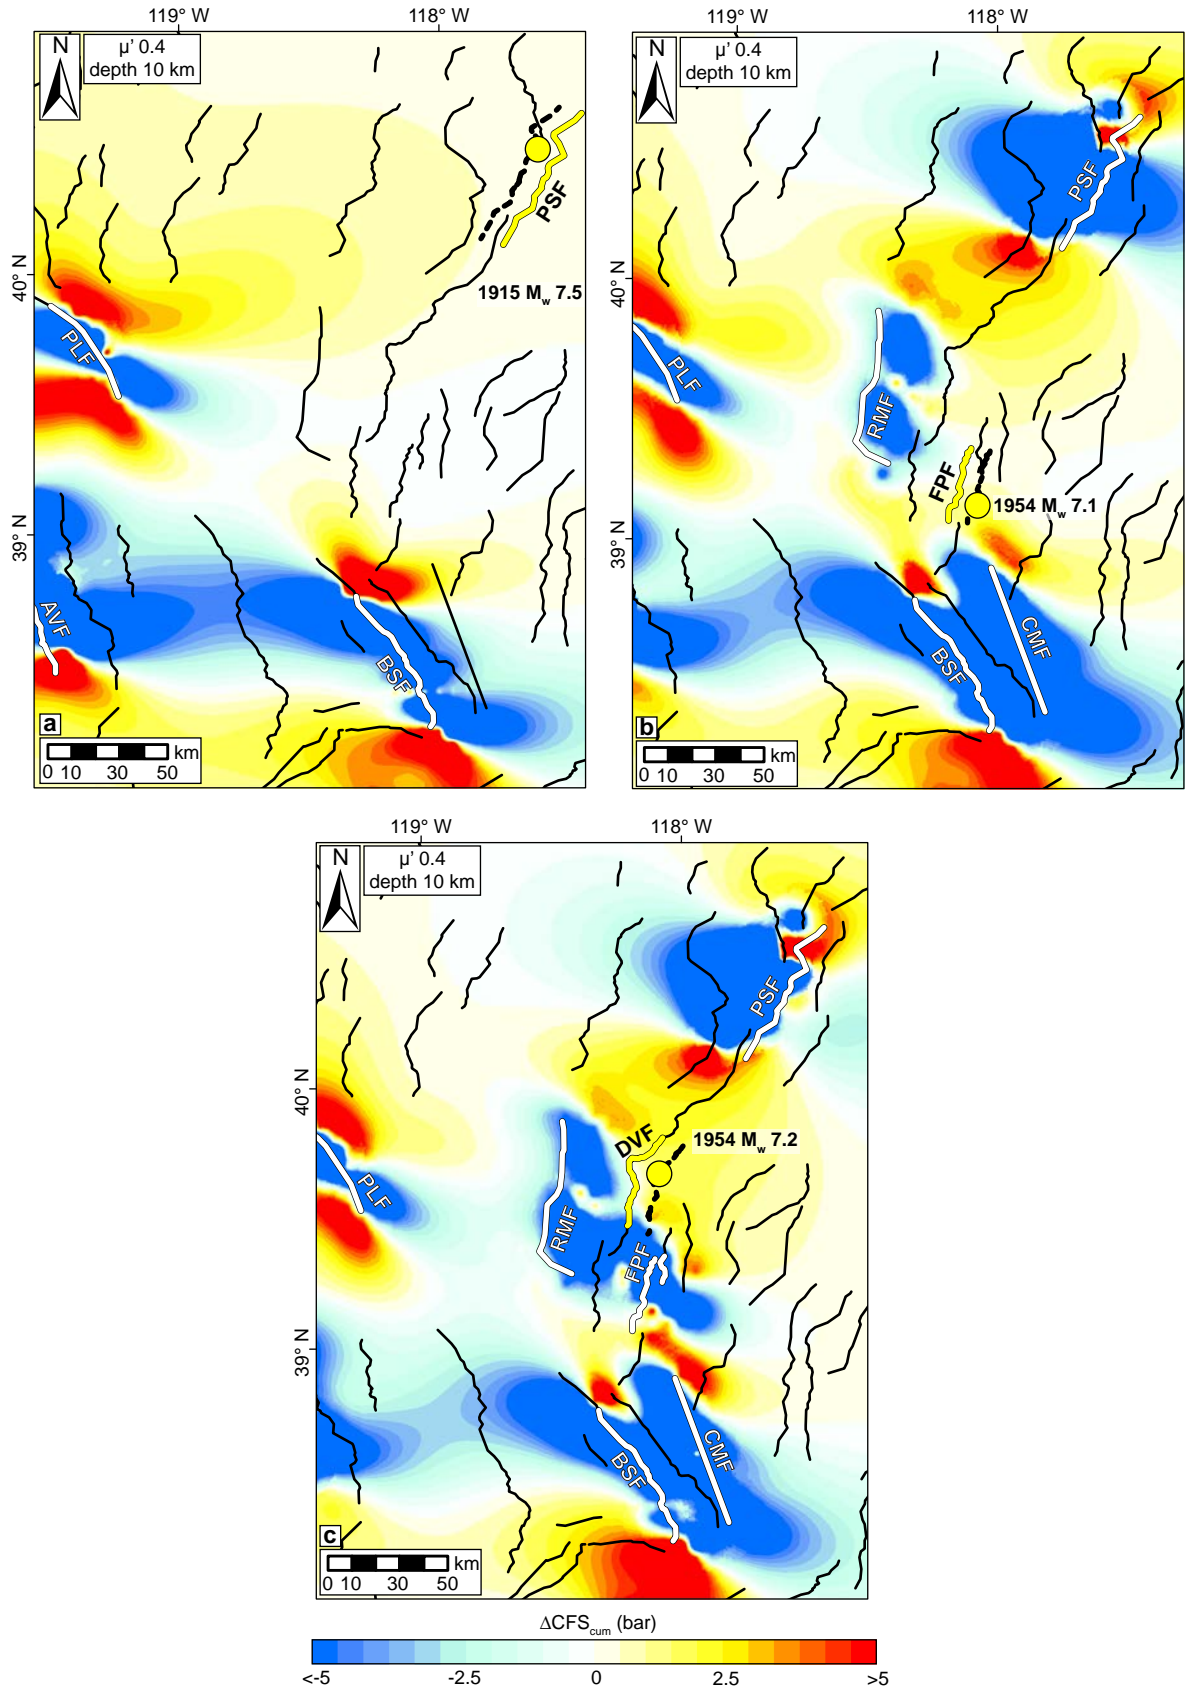 119° W
118° W
N
μ' 0.4
depth 10 km
PSF
1915 Mw 7.5
40° N
PLF
39° N
AVF
BSF
a
km
0 10 30 50
119° W
118° W
N
μ' 0.4
depth 10 km
PSF
40° N
PLF
RMF
FPF
1954 Mw 7.1
39° N
CMF
BSF
b
km
0 10 30 50
119° W
118° W
N
μ' 0.4
depth 10 km
PSF
40° N
DVF
1954 Mw 7.2
PLF
RMF
FPF
39° N
CMF
BSF
c
km
0 10 30 50
ΔCFScum (bar)
<-5 -2.5 0 2.5 >5